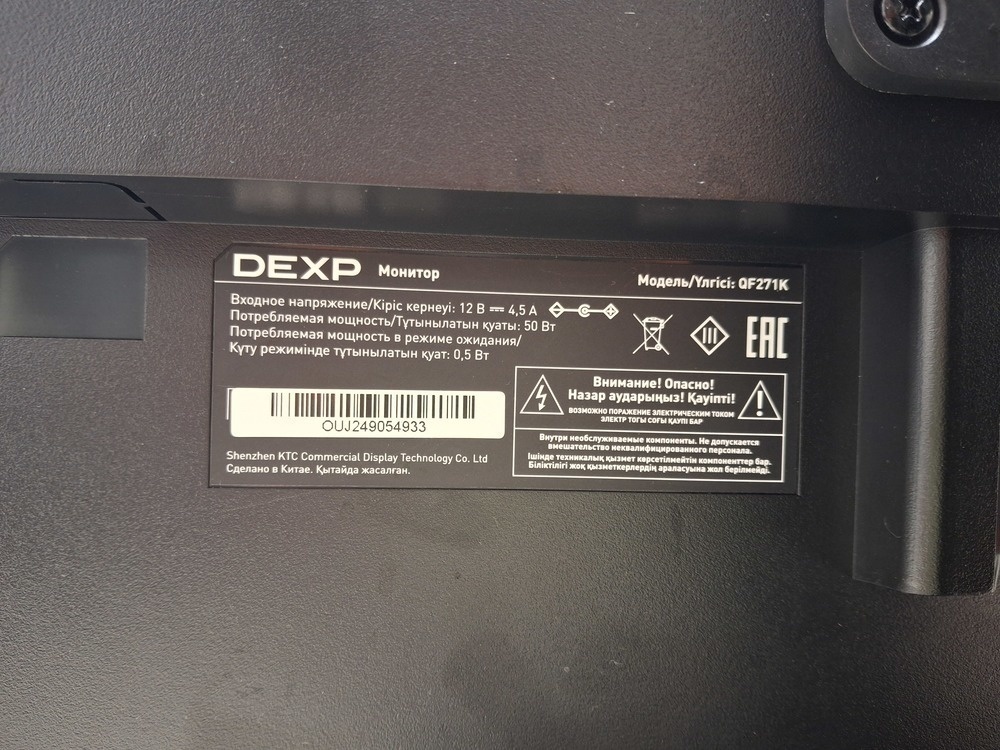 DEXP Монитор
Модель/Үлгісі: QF271K
Входное напряжение/Кіріс кернеуі: 12 В ⎓ 4,5 А
Потребляемая мощность/Тұтынылатын қуаты: 50 Вт
Потребляемая мощность в режиме ожидания/
Күту режимінде тұтынылатын қуат: 0,5 Вт
EAC
OUJ249054933
Shenzhen KTC Commercial Display Technology Co. Ltd
Сделано в Китае. Қытайда жасалған.
Внимание! Опасно!
Назар аударыңыз! Қауіпті!
ВОЗМОЖНО ПОРАЖЕНИЕ ЭЛЕКТРИЧЕСКИМ ТОКОМ
ЭЛЕКТР ТОГЫ СОҒЫ ҚАУПІ БАР
Внутри необслуживаемые компоненты. Не допускается
вмешательство неквалифицированного персонала.
Ішінде техникалық қызмет көрсетілмейтін компоненттер бар.
Біліктілігі жоқ қызметкерлердің араласуына жол берілмейді.